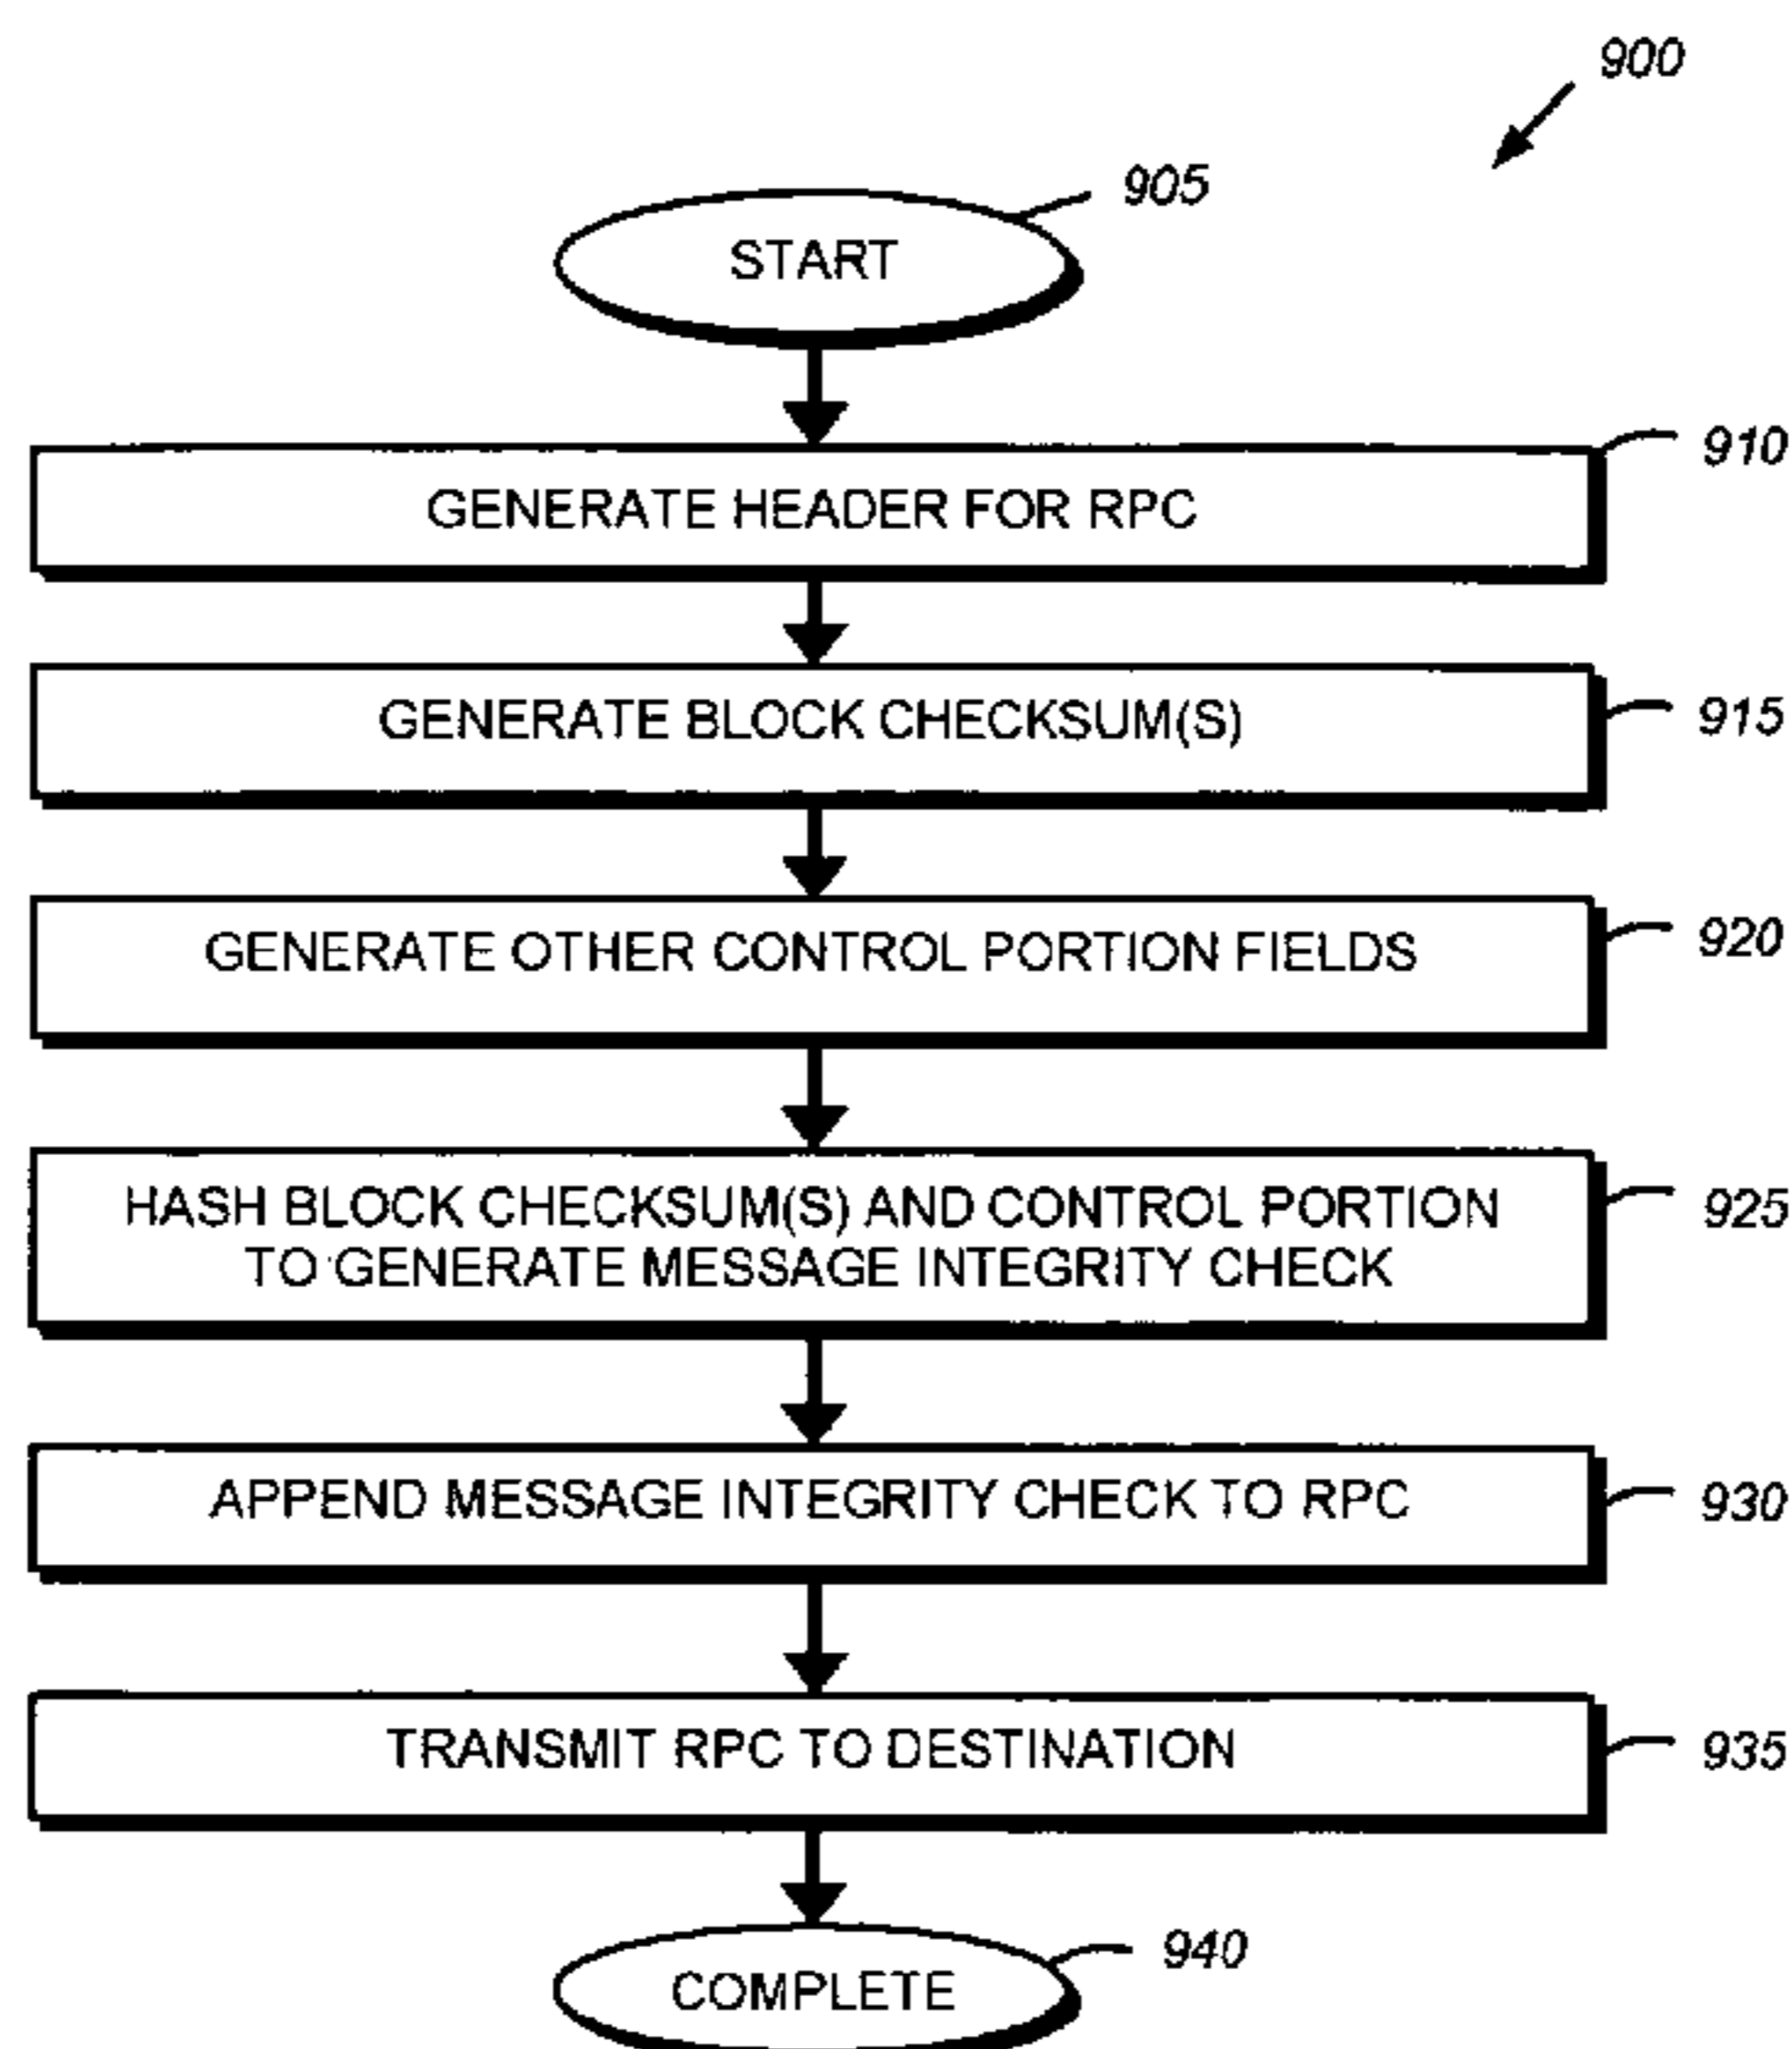 900
905
START
910
GENERATE HEADER FOR RPC
GENERATE BLOCK CHECKSUM(S)
915
GENERATE OTHER CONTROL PORTION FIELDS
920
HASH BLOCK CHECKSUM(S) AND CONTROL PORTION
925
TO GENERATE MESSAGE INTEGRITY CHECK
APPEND MESSAGE INTEGRITY CHECK TO RPC
930
TRANSMIT RPC TO DESTINATION
935
940
COMPLETE